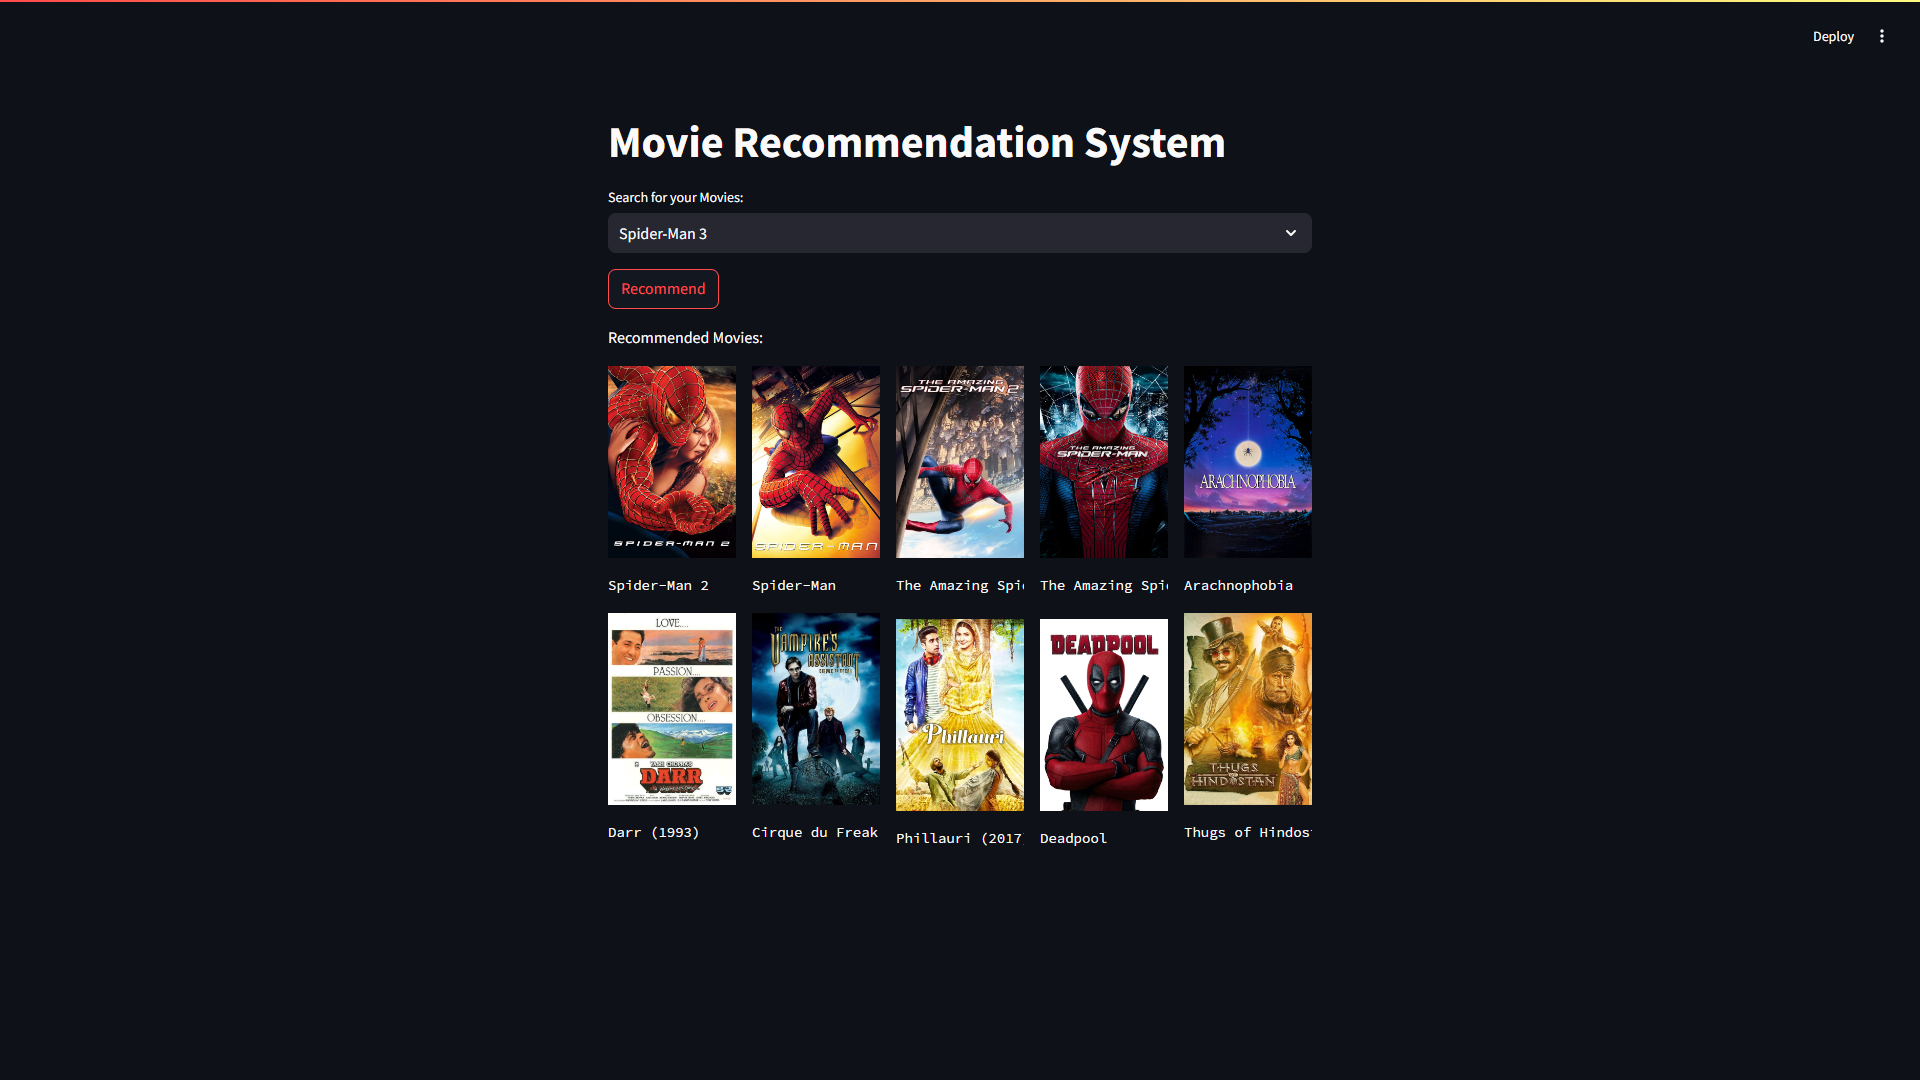 Deploy
Movie Recommendation System
Search for your Movies:
Spider-Man 3
Recommend
Recommended Movies:
SPIDER-MAN 2
SPIDER-MAN
THE AMAZING
SPIDER-MAN 2
THE AMAZING
SPIDER-MAN
ARACHNOPHOBIA
Spider-Man 2
Spider-Man
The Amazing Spi
The Amazing Spi
Arachnophobia
LOVE....
PASSION....
OBSESSION....
YASH CHOPRA'S
DARR
THE
VAMPIRE'S
ASSISTANT
Phillauri
DEADPOOL
THUGS
HINDOSTAN
Darr (1993)
Cirque du Freak
Phillauri (2017
Deadpool
Thugs of Hindos